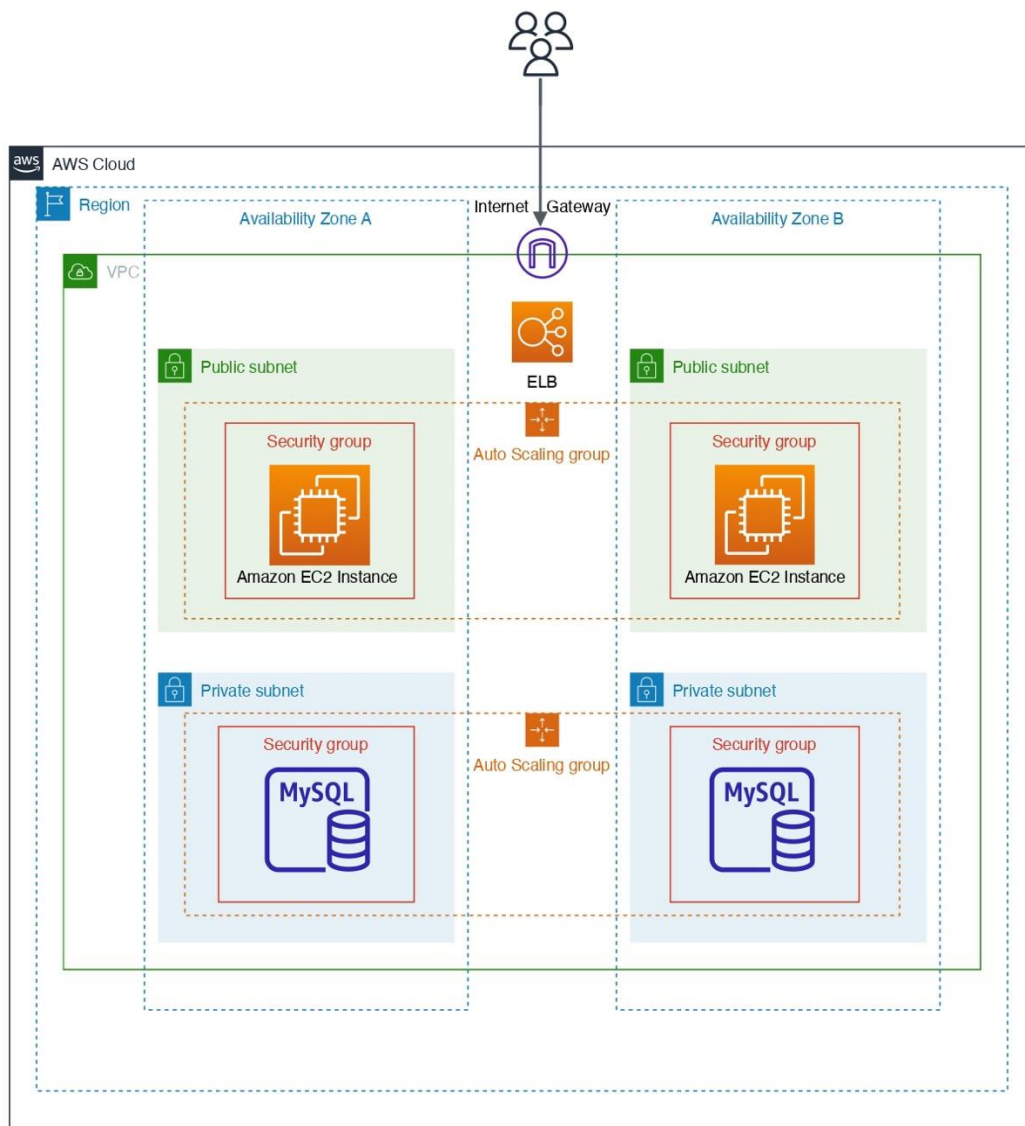 aws
AWS Cloud
Region
Availability Zone A
Internet Gateway
Availability Zone B
VPC
Public subnet
ELB
Public subnet
Security group
Auto Scaling group
Security group
Amazon EC2 Instance
Amazon EC2 Instance
Private subnet
Private subnet
Security group
Auto Scaling group
Security group
MySQL
MySQL